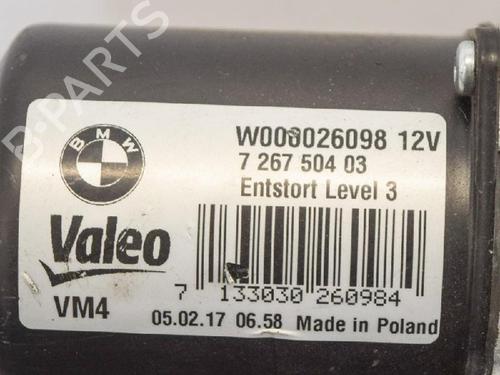 B-PARTS
BMW
W000026098 12V
7 267 504 03
Entstort Level 3
Valeo
7 133030 260984
VM4
05.02.17 06.58 Made in Poland